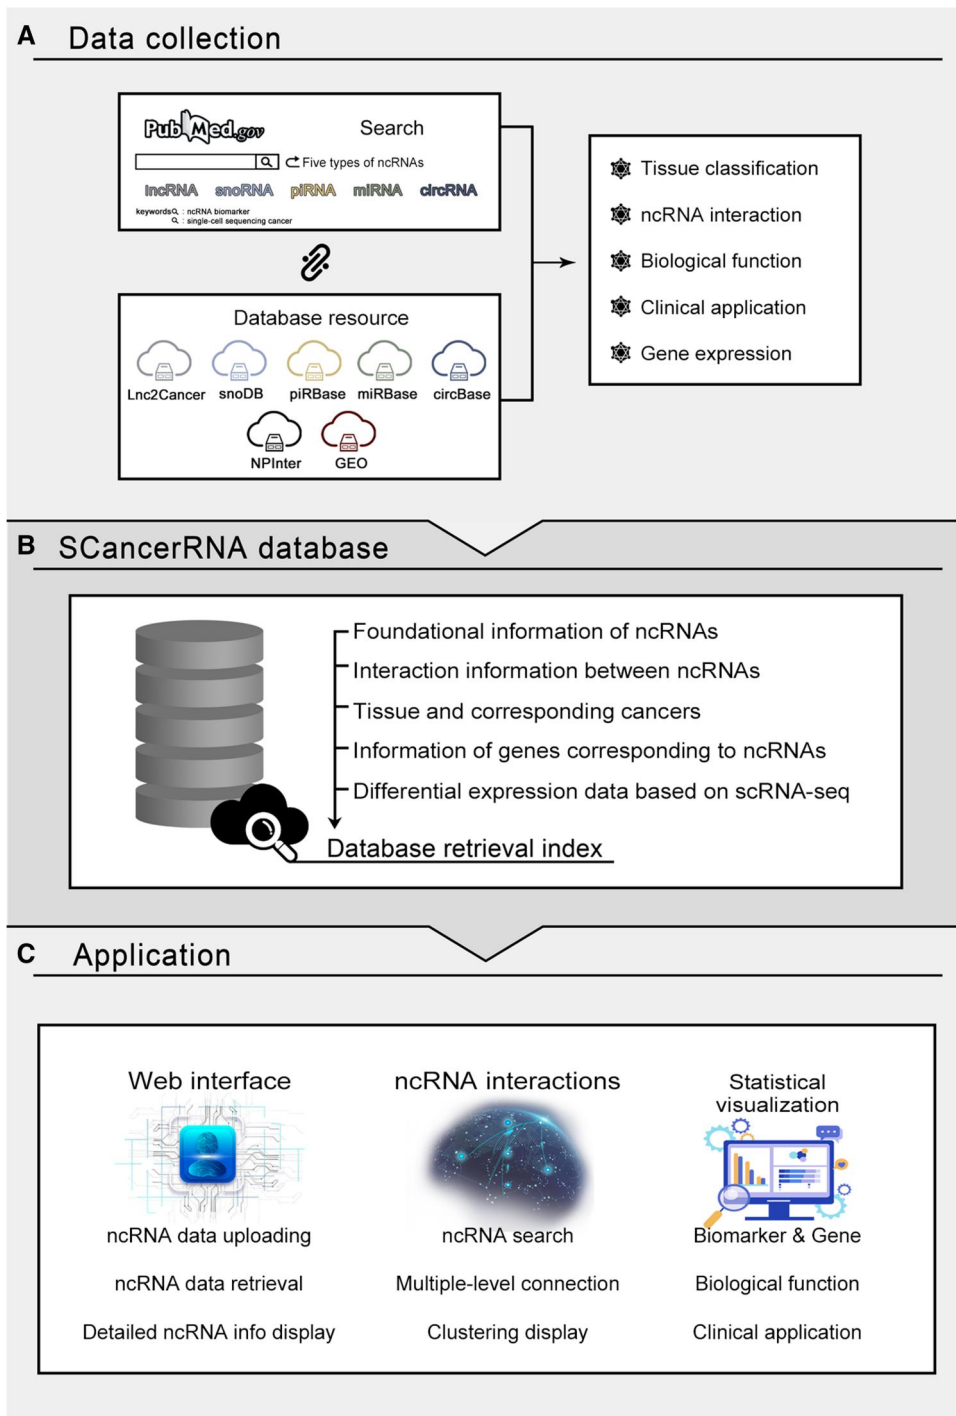 A Data collection
PubMed.gov
Search
Five types of ncRNAs
lncRNA snoRNA piRNA miRNA circRNA
keywords : ncRNA biomarker
: single-cell sequencing cancer
Database resource
Lnc2Cancer snoDB piRBase miRBase circBase
NPInter GEO
Tissue classification
ncRNA interaction
Biological function
Clinical application
Gene expression
B SCancerRNA database
Foundational information of ncRNAs
Interaction information between ncRNAs
Tissue and corresponding cancers
Information of genes corresponding to ncRNAs
Differential expression data based on scRNA-seq
Database retrieval index
C Application
Web interface
ncRNA data uploading
ncRNA data retrieval
Detailed ncRNA info display
ncRNA interactions
ncRNA search
Multiple-level connection
Clustering display
Statistical
visualization
Biomarker & Gene
Biological function
Clinical application